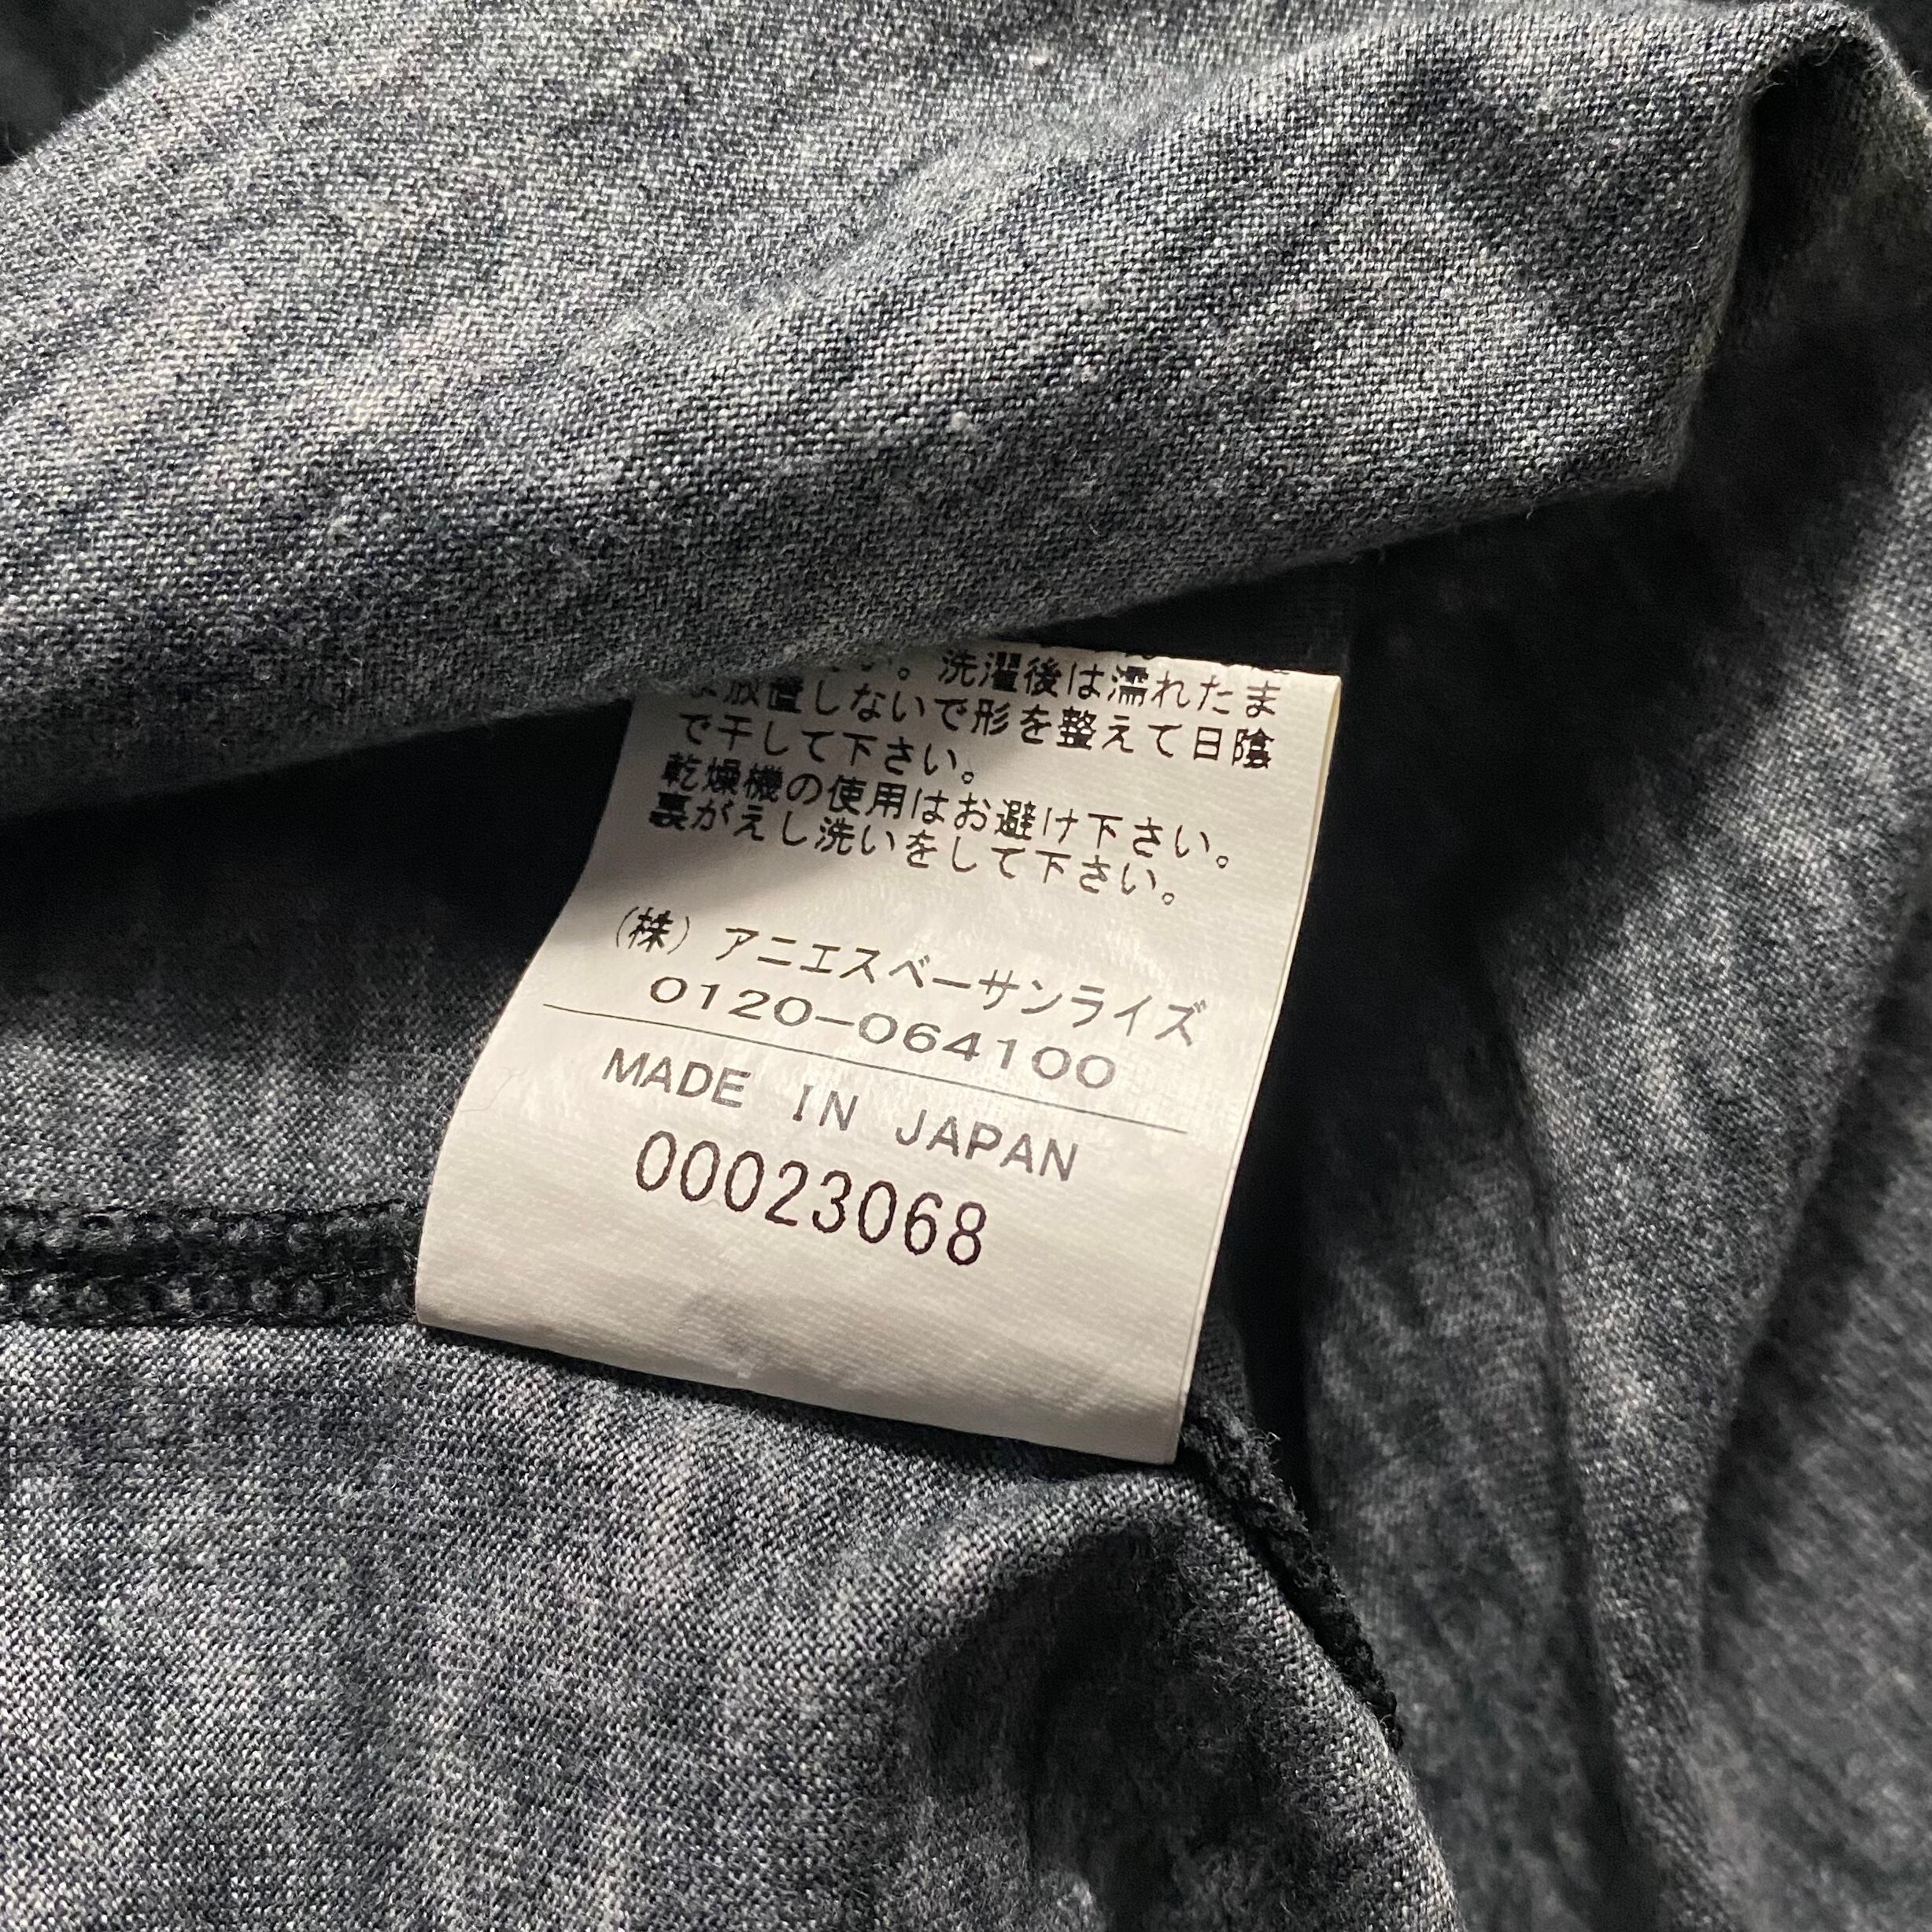 い。洗濯後は濡れたま
ま放置しないで形を整えて日陰
で干して下さい。
乾燥機の使用はお避け下さい。
裏がえし洗いをして下さい。
(株) アニエスベーサンライズ
0120-064100
MADE IN JAPAN
00023068